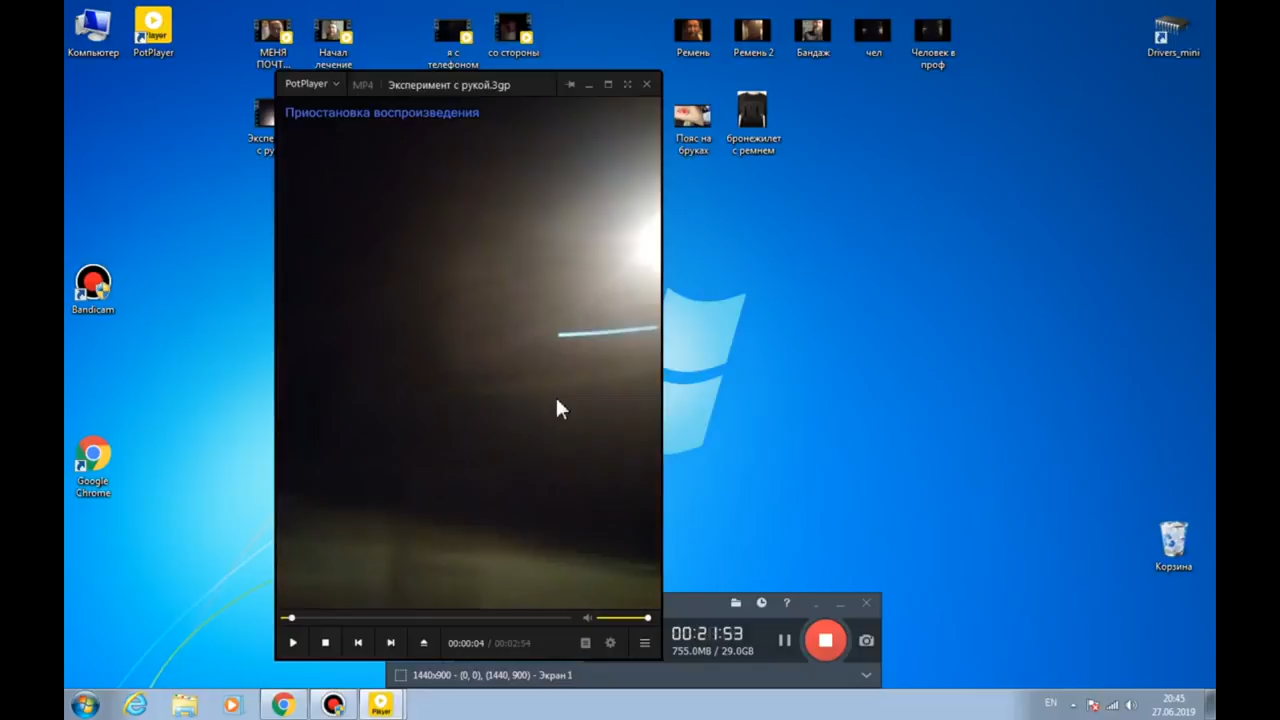 Компьютер
PotPlayer
МЕНЯ
ПОЧТ...
Начал
лечение
я с
телефоном
со стороны
Ремень
Ремень 2
Бандаж
чел
Человек в
проф
Drivers_mini
PotPlayer
MP4
Эксперимент с рукой.3gp
Приостановка воспроизведения
Экспе
с ру
Пояс на
бруках
бронежилет
с ремнем
Bandicam
Google
Chrome
Корзина
00:00:04 / 00:02:54
00:21:53
755.0MB / 29.0GB
1440x900 - (0, 0), (1440, 900) - Экран 1
EN
20:45
27.06.2019